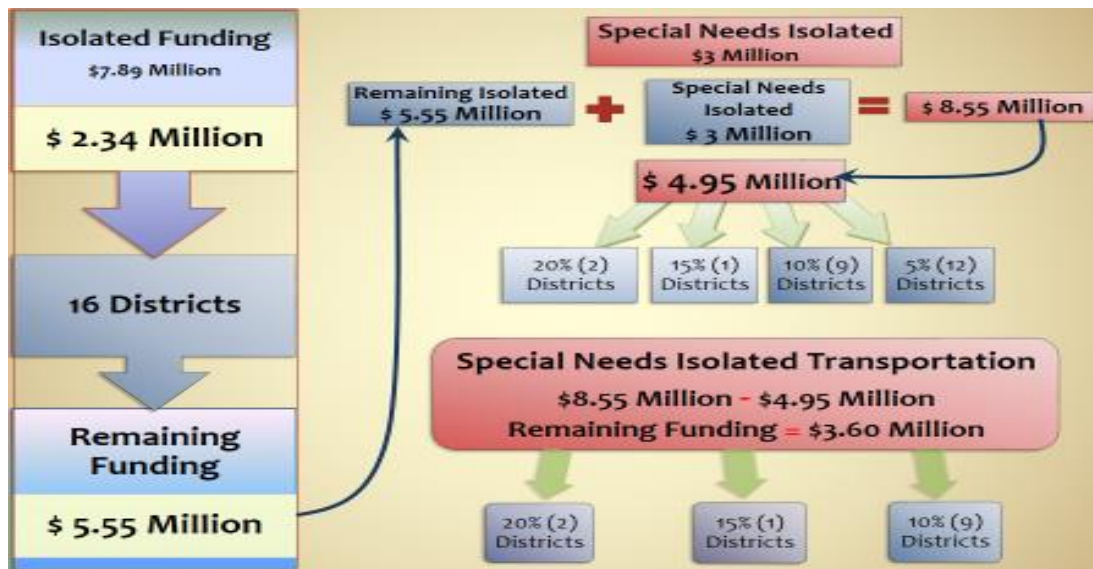 Isolated Funding
$7.89 Million
$ 2.34 Million
16 Districts
Remaining
Funding
$ 5.55 Million
Special Needs Isolated
$3 Million
Remaining Isolated
$ 5.55 Million
+
Special Needs
Isolated
$ 3 Million
=
$ 8.55 Million
$ 4.95 Million
20% (2)
Districts
15% (1)
Districts
10% (9)
Districts
5% (12)
Districts
Special Needs Isolated Transportation
$8.55 Million - $4.95 Million
Remaining Funding = $3.60 Million
20% (2)
Districts
15% (1)
Districts
10% (9)
Districts